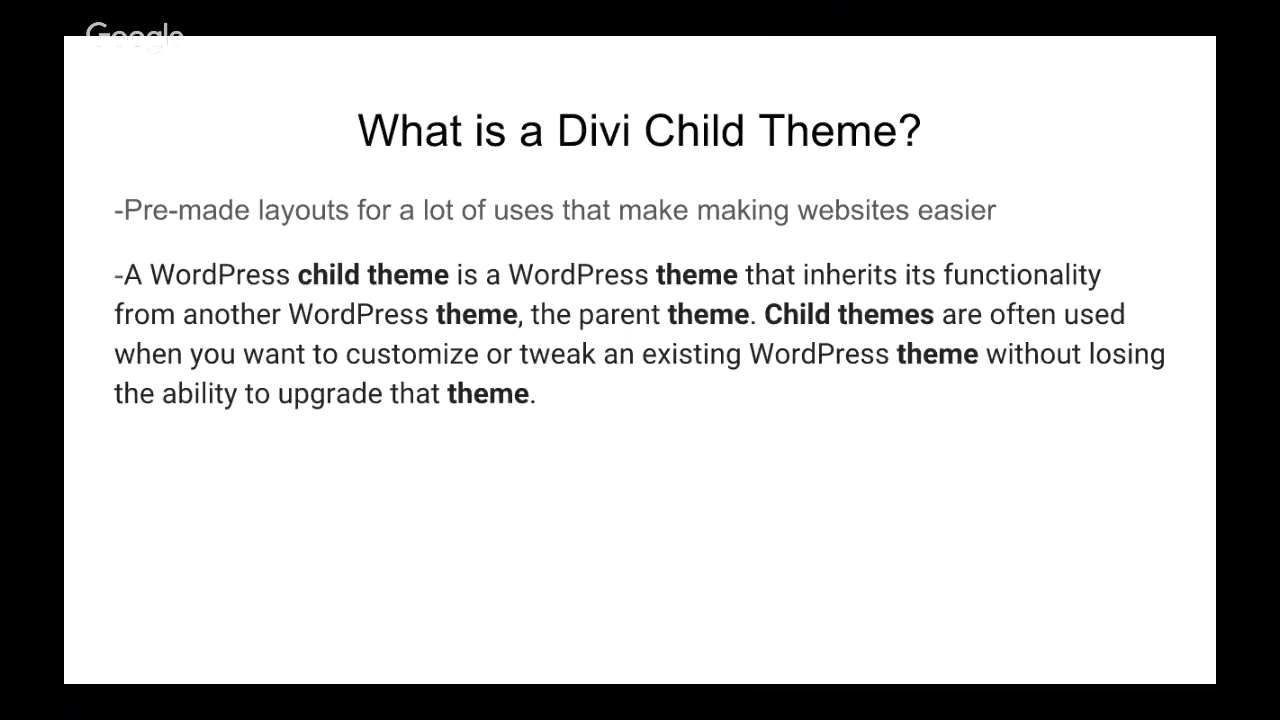 Google
What is a Divi Child Theme?
-Pre-made layouts for a lot of uses that make making websites easier
-A WordPress child theme is a WordPress theme that inherits its functionality
from another WordPress theme, the parent theme. Child themes are often used
when you want to customize or tweak an existing WordPress theme without losing
the ability to upgrade that theme.